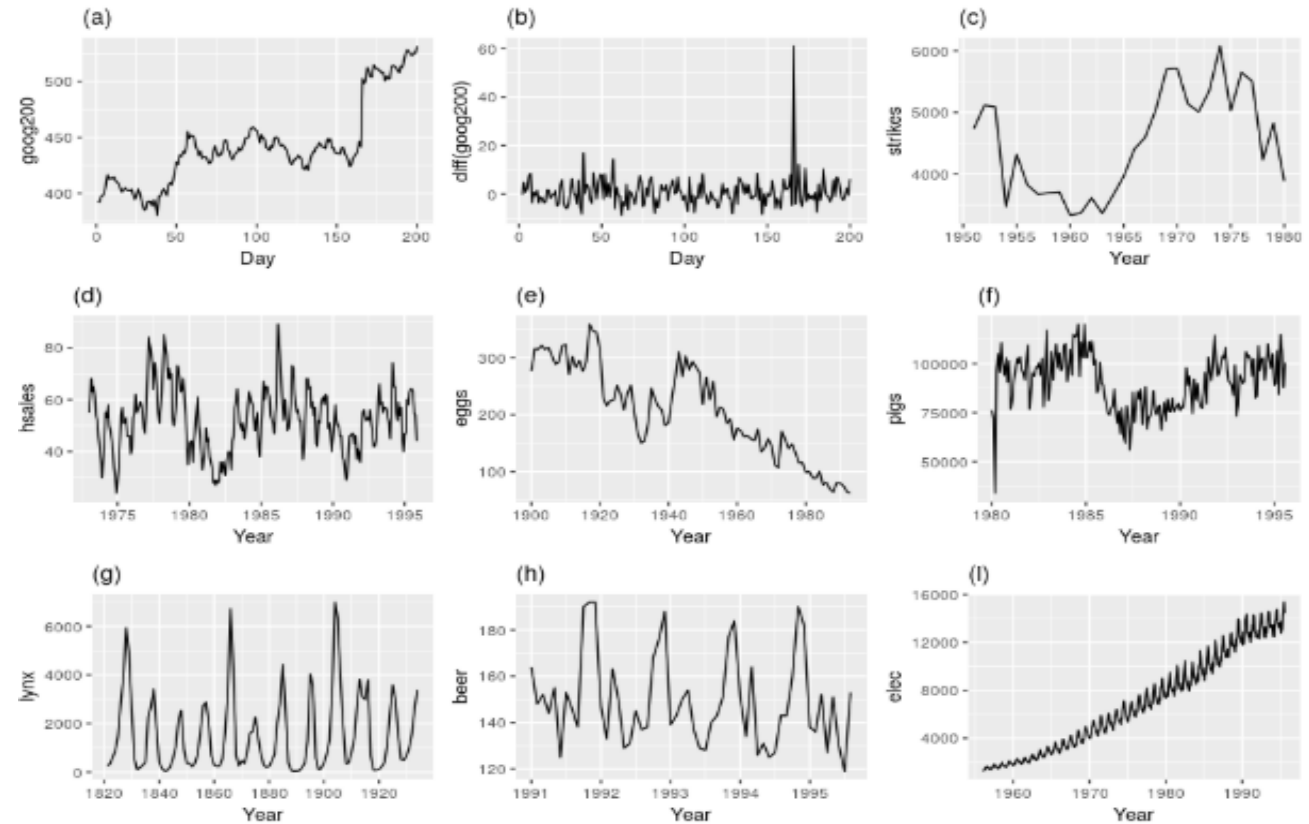 (a)
goog200
500
450
400
0 50 100 150 200
Day
(b)
diff(goog200)
60
40
20
0
0 50 100 150 200
Day
(c)
strikes
6000
5000
4000
1950 1955 1960 1965 1970 1975 1980
Year
(d)
hsales
80
60
40
1975 1980 1985 1990 1995
Year
(e)
eggs
300
200
100
1900 1920 1940 1960 1980
Year
(f)
pigs
100000
75000
50000
1980 1985 1990 1995
Year
(g)
lynx
6000
4000
2000
0
1820 1840 1860 1880 1900 1920
Year
(h)
beer
180
160
140
120
1991 1992 1993 1994 1995
Year
(I)
elec
16000
12000
8000
4000
1960 1970 1980 1990
Year